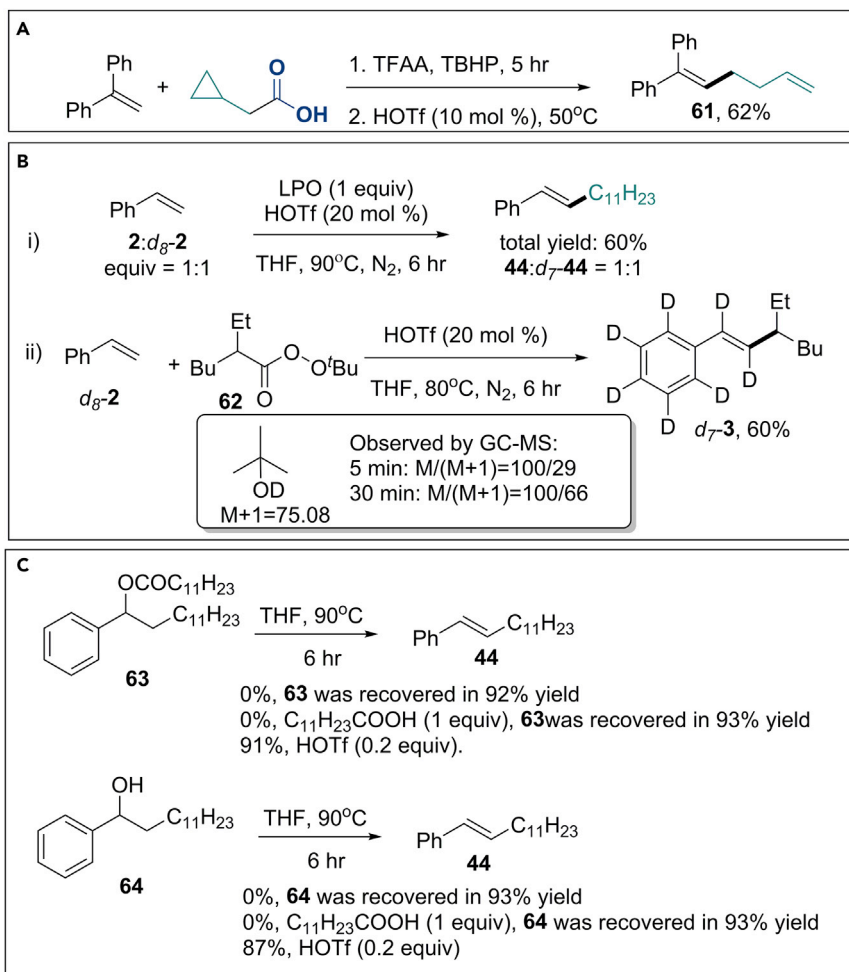 A
Ph
Ph
+
O
OH
1. TFAA, TBHP, 5 hr
2. HOTf (10 mol %), 50°C
Ph
Ph
61, 62%
B
i)
Ph
2:d8-2
equiv = 1:1
LPO (1 equiv)
HOTf (20 mol %)
THF, 90°C, N2, 6 hr
Ph
C11H23
total yield: 60%
44:d7-44 = 1:1
ii)
Ph
d8-2
+
Et
Bu
O
O
OtBu
62
HOTf (20 mol %)
THF, 80°C, N2, 6 hr
D
D
D
D
D
D
D
Et
Bu
d7-3, 60%
OD
M+1=75.08
Observed by GC-MS:
5 min: M/(M+1)=100/29
30 min: M/(M+1)=100/66
C
OCOC11H23
C11H23
63
THF, 90°C
6 hr
Ph
C11H23
44
0%, 63 was recovered in 92% yield
0%, C11H23COOH (1 equiv), 63was recovered in 93% yield
91%, HOTf (0.2 equiv).
OH
C11H23
64
THF, 90°C
6 hr
Ph
C11H23
44
0%, 64 was recovered in 93% yield
0%, C11H23COOH (1 equiv), 64 was recovered in 93% yield
87%, HOTf (0.2 equiv)